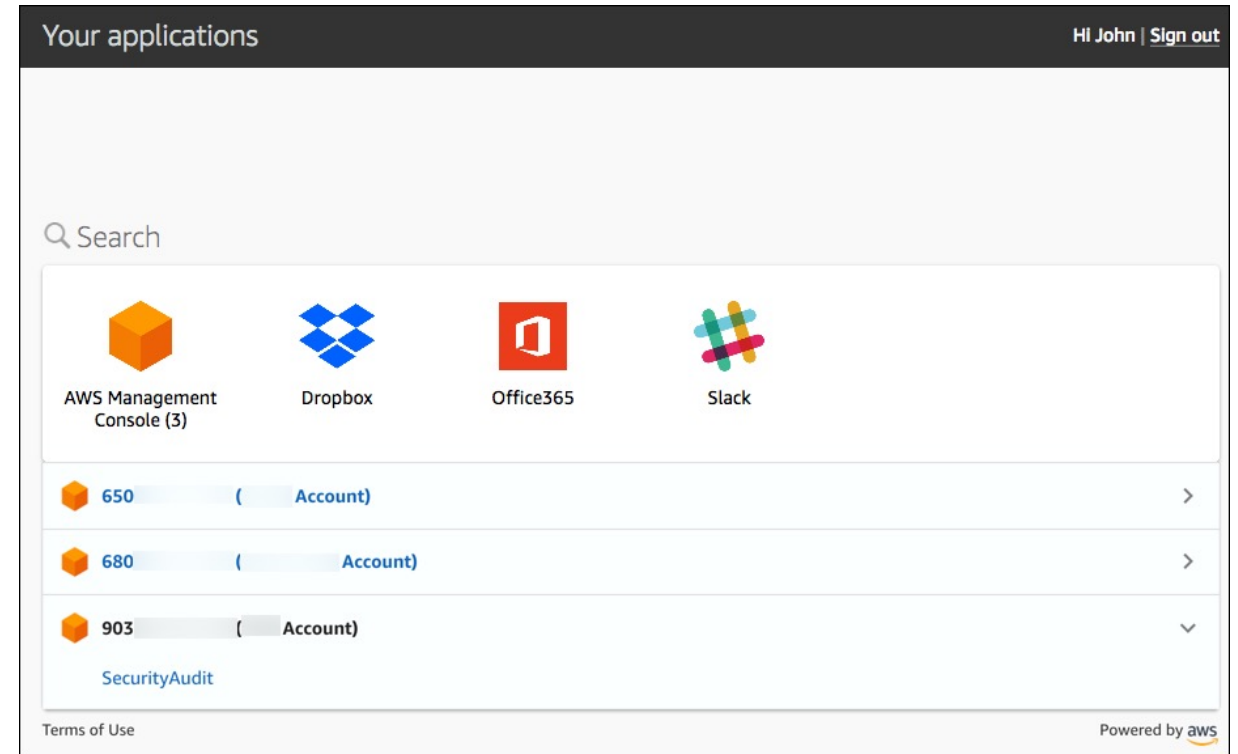 Your applications
Hi John | Sign out
Search
AWS Management Console (3)
Dropbox
Office365
Slack
650 ( Account)
680 ( Account)
903 ( Account)
SecurityAudit
Terms of Use
Powered by aws